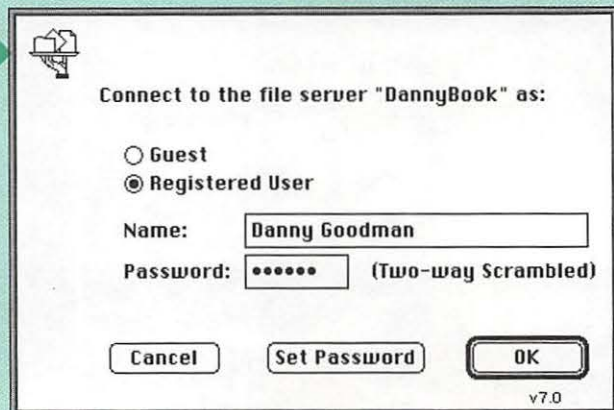 Connect to the file server "DannyBook" as:
Guest
Registered User
Name: Danny Goodman
Password: •••••• (Two-way Scrambled)
Cancel Set Password OK
v7.0